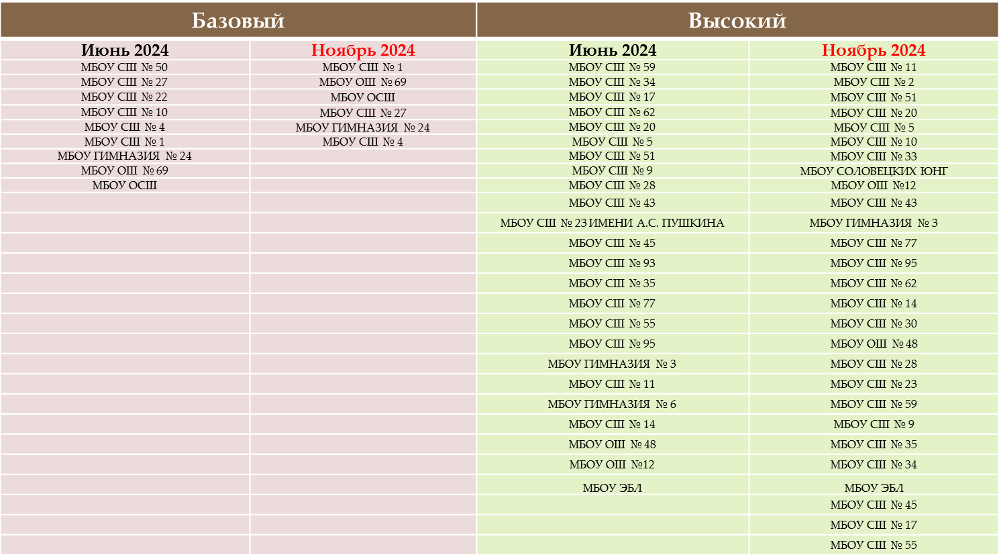 Базовый Высокий
Июнь 2024 Ноябрь 2024 Июнь 2024 Ноябрь 2024
МБОУ СШ № 50 МБОУ СШ № 1 МБОУ СШ № 59 МБОУ СШ № 11
МБОУ СШ № 27 МБОУ ОШ № 69 МБОУ СШ № 34 МБОУ СШ № 2
МБОУ СШ № 22 МБОУ ОСШ МБОУ СШ № 17 МБОУ СШ № 51
МБОУ СШ № 10 МБОУ СШ № 27 МБОУ СШ № 62 МБОУ СШ № 20
МБОУ СШ № 4 МБОУ ГИМНАЗИЯ № 24 МБОУ СШ № 20 МБОУ СШ № 5
МБОУ СШ № 1 МБОУ СШ № 4 МБОУ СШ № 5 МБОУ СШ № 10
МБОУ ГИМНАЗИЯ № 24 МБОУ СШ № 51 МБОУ СШ № 33
МБОУ ОШ № 69 МБОУ СШ № 9 МБОУ СОЛОВЕЦКИХ ЮНГ
МБОУ ОСШ МБОУ СШ № 28 МБОУ ОШ №12
МБОУ СШ № 43 МБОУ СШ № 43
МБОУ СШ № 23 ИМЕНИ А.С. ПУШКИНА МБОУ ГИМНАЗИЯ № 3
МБОУ СШ № 45 МБОУ СШ № 77
МБОУ СШ № 93 МБОУ СШ № 95
МБОУ СШ № 35 МБОУ СШ № 62
МБОУ СШ № 77 МБОУ СШ № 14
МБОУ СШ № 55 МБОУ СШ № 30
МБОУ СШ № 95 МБОУ ОШ № 48
МБОУ ГИМНАЗИЯ № 3 МБОУ СШ № 28
МБОУ СШ № 11 МБОУ СШ № 23
МБОУ ГИМНАЗИЯ № 6 МБОУ СШ № 59
МБОУ СШ № 14 МБОУ СШ № 9
МБОУ ОШ № 48 МБОУ СШ № 35
МБОУ ОШ №12 МБОУ СШ № 34
МБОУ ЭБЛ МБОУ ЭБЛ
МБОУ СШ № 45
МБОУ СШ № 17
МБОУ СШ № 55